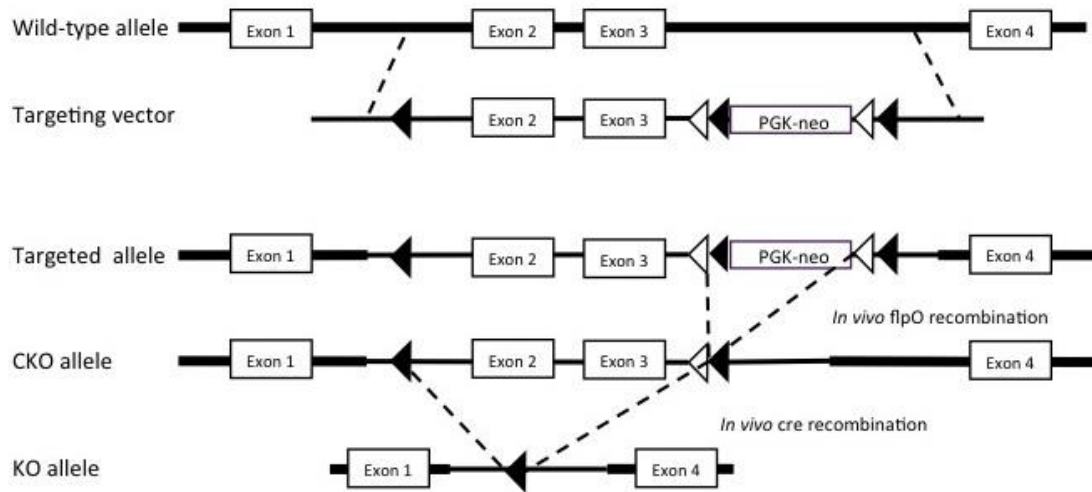 Wild-type allele Exon 1 Exon 2 Exon 3 Exon 4
Targeting vector Exon 2 Exon 3 PGK-neo
Targeted allele Exon 1 Exon 2 Exon 3 PGK-neo Exon 4
In vivo flpO recombination
CKO allele Exon 1 Exon 2 Exon 3 Exon 4
In vivo cre recombination
KO allele Exon 1 Exon 4